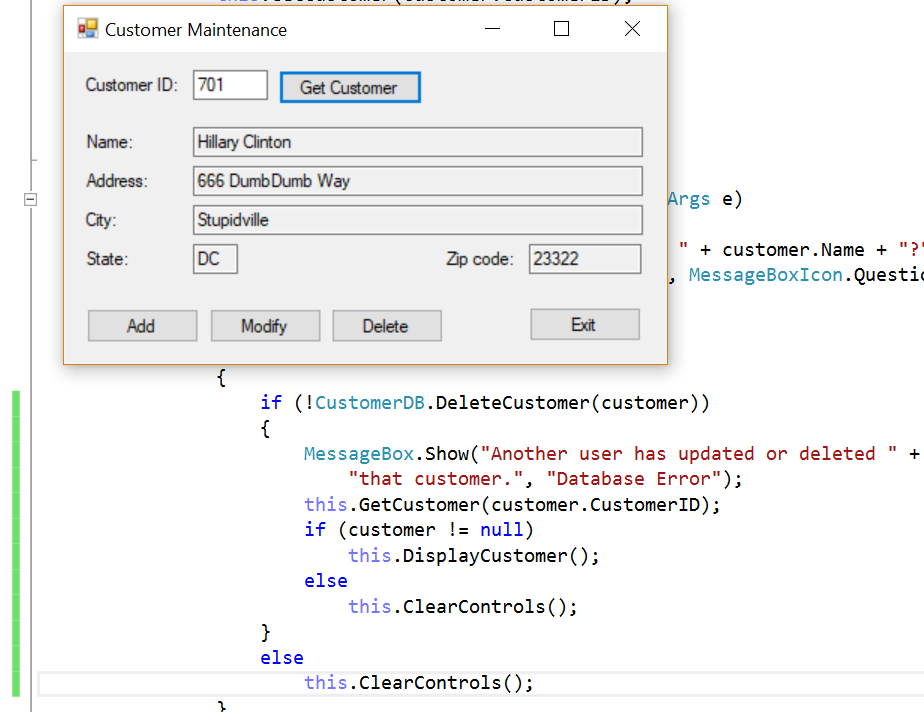 Customer Maintenance
Customer ID: 701 Get Customer
Name: Hillary Clinton
Address: 666 DumbDumb Way
City: Stupidville
State: DC Zip code: 23322
Add Modify Delete Exit
Args e)
" + customer.Name + "?"
, MessageBoxIcon.Questio
{
if (!CustomerDB.DeleteCustomer(customer))
{
MessageBox.Show("Another user has updated or deleted " +
"that customer.", "Database Error");
this.GetCustomer(customer.CustomerID);
if (customer != null)
this.DisplayCustomer();
else
this.ClearControls();
}
else
this.ClearControls();
}